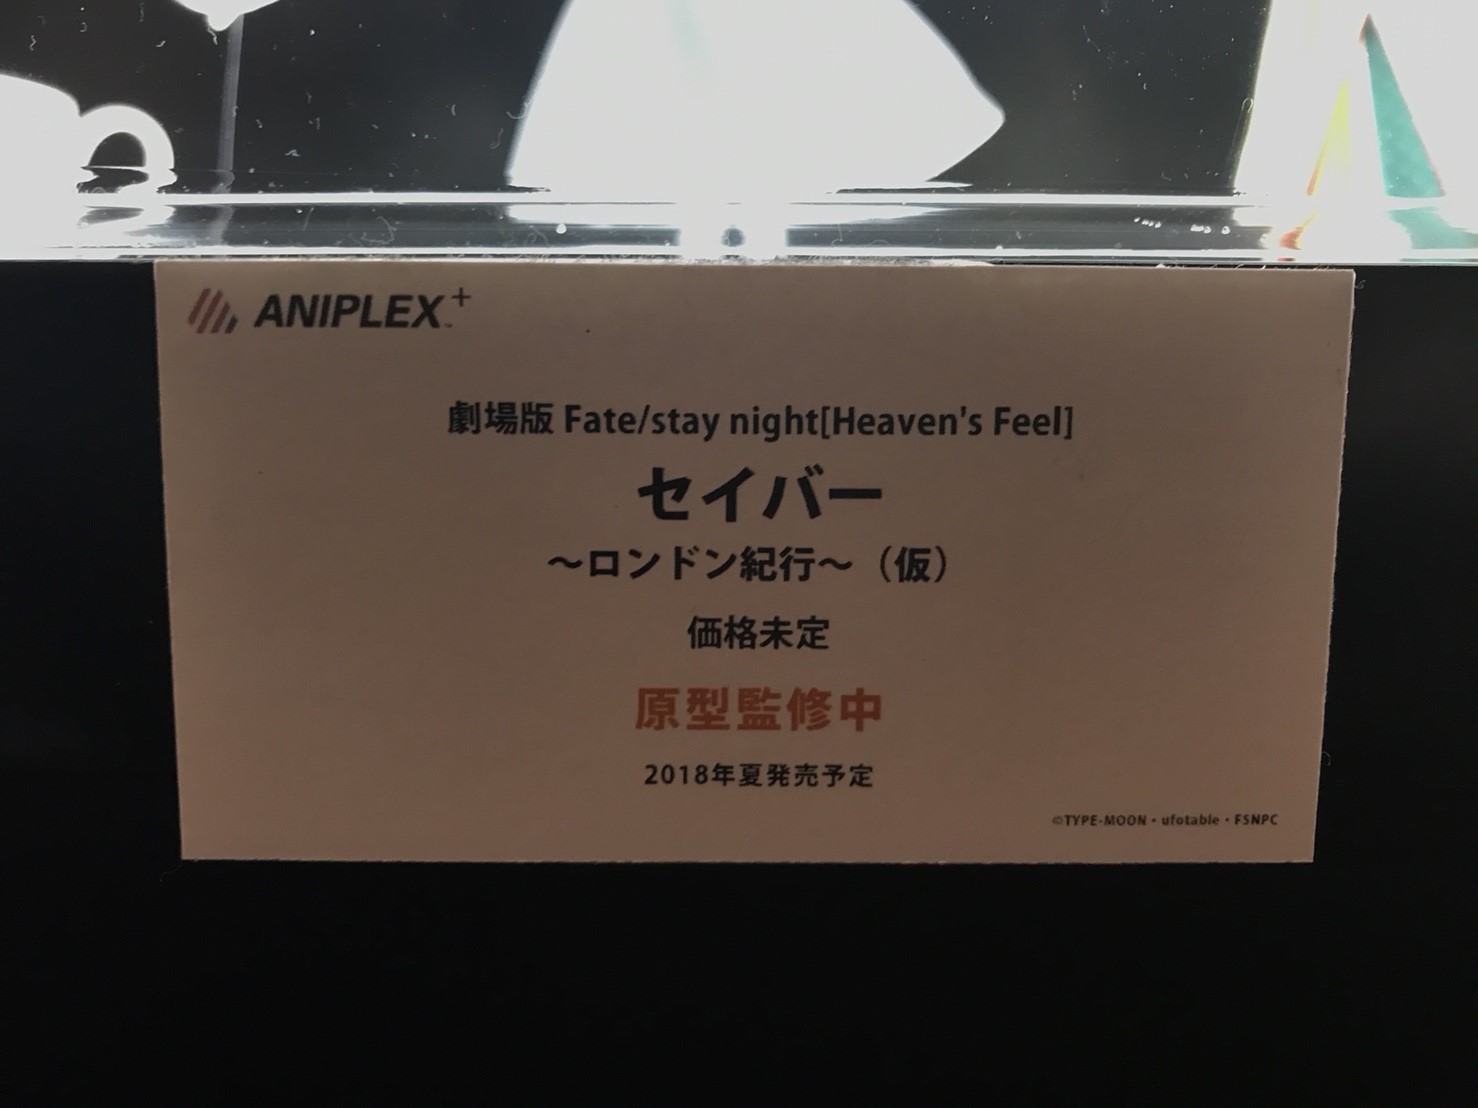 ANIPLEX+
劇場版 Fate/stay night[Heaven's Feel]
セイバー
～ロンドン紀行～（仮）
価格未定
原型監修中
2018年夏発売予定
©TYPE-MOON・ufotable・FSNPC